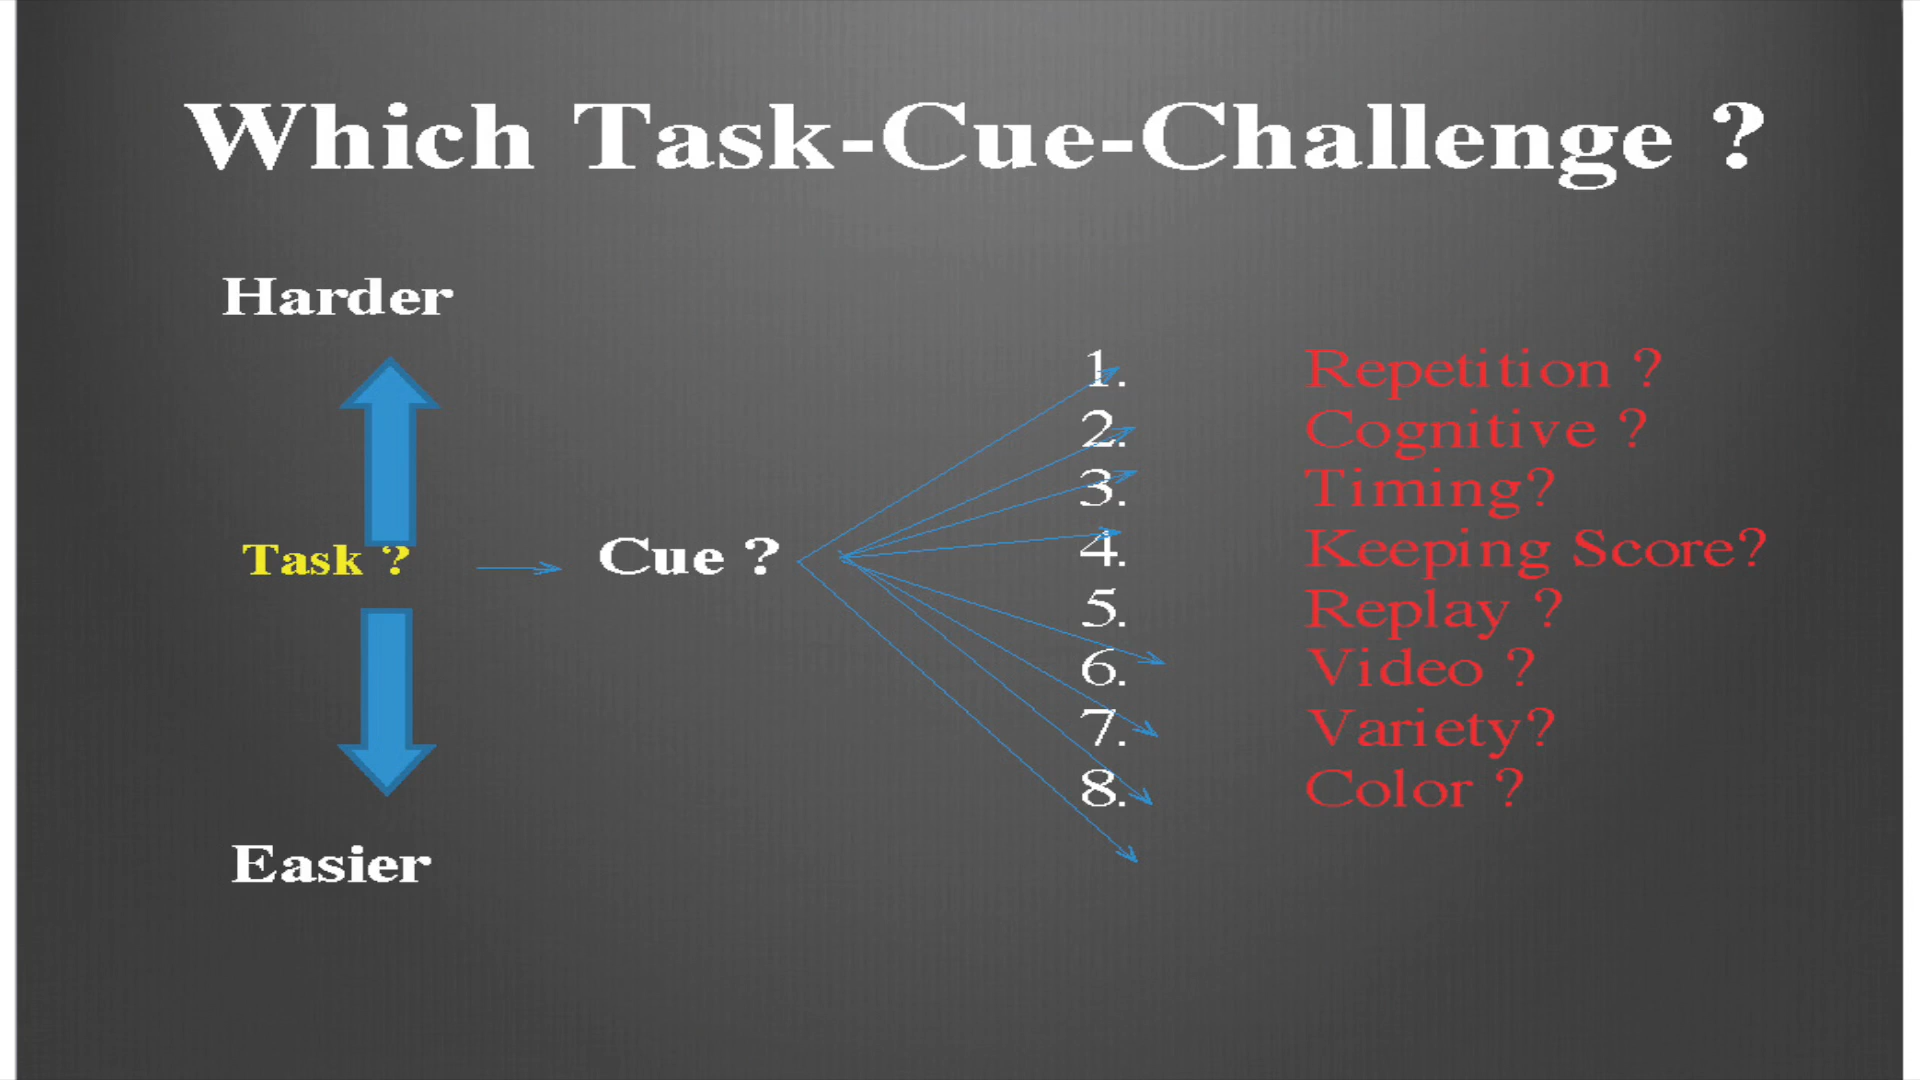 Which Task-Cue-Challenge ?
Harder
Task ?
Easier
Cue ?
1. Repetition ?
2. Cognitive ?
3. Timing?
4. Keeping Score?
5. Replay ?
6. Video ?
7. Variety?
8. Color ?